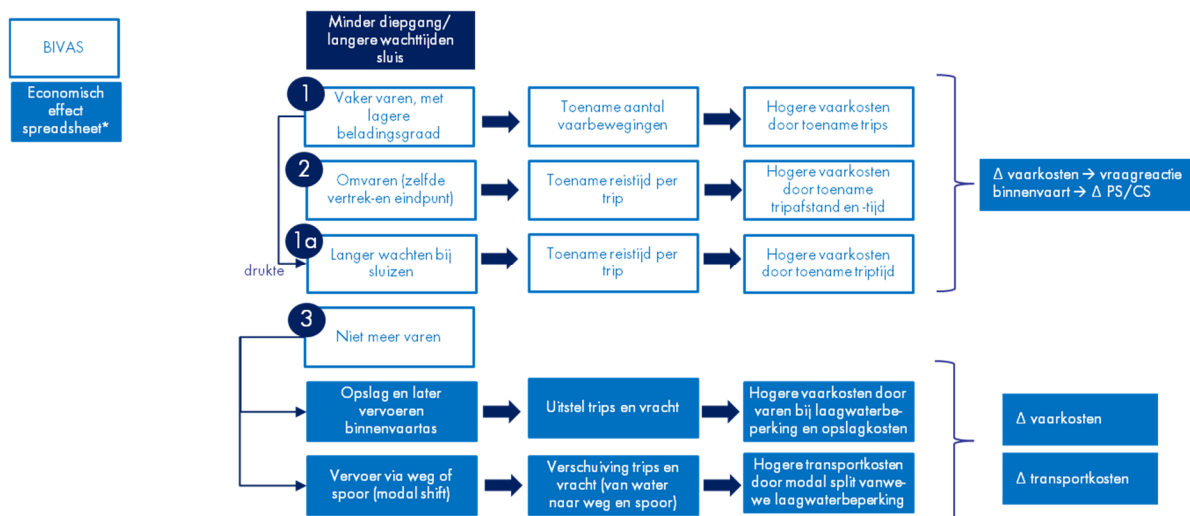 BIVAS
Economisch
effect
spreadsheet*
Minder diepgang/
langere wachttijden
sluis
1
Vaker varen, met
lagere
beladingsgraad
Toename aantal
vaarbewegingen
Hogere vaarkosten
door toename trips
2
Omvaren (zelfde
vertrek-en eindpunt)
Toename reistijd per
trip
Hogere vaarkosten
door toename
tripafstand en -tijd
1a
drukte
Langer wachten bij
sluizen
Toename reistijd per
trip
Hogere vaarkosten
door toename triptijd
Δ vaarkosten → vraagreactie
binnenvaart → Δ PS/CS
3
Niet meer varen
Opslag en later
vervoeren
binnenvaartas
Uitstel trips en vracht
Hogere vaarkosten door
varen bij laagwaterbe-
perking en opslagkosten
Vervoer via weg of
spoor (modal shift)
Verschuiving trips en
vracht (van water
naar weg en spoor)
Hogere transportkosten
door modal split vanwe-
we laagwaterbeperking
Δ vaarkosten
Δ transportkosten